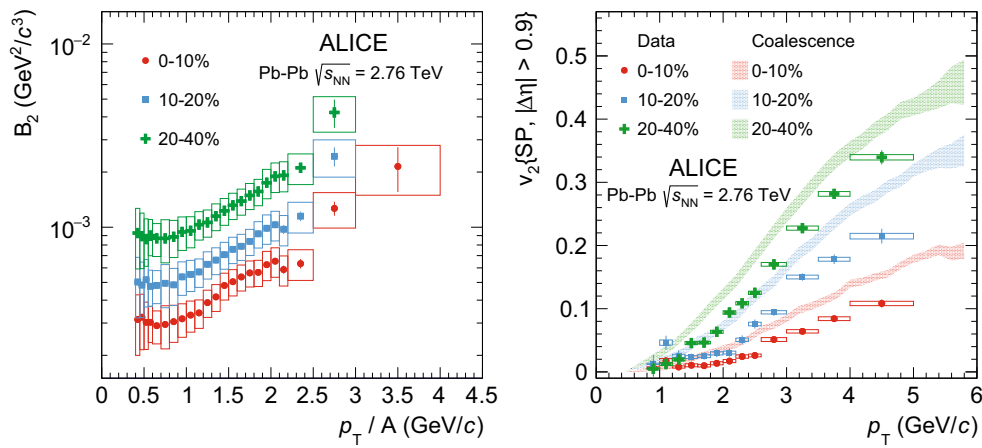 B₂ (GeV²/c³)
10⁻²
10⁻³
ALICE
Pb-Pb √sNN = 2.76 TeV
0-10%
10-20%
20-40%
0 0.5 1 1.5 2 2.5 3 3.5 4 4.5
pT / A (GeV/c)
v₂{SP, |Δη| > 0.9}
0.5
0.4
0.3
0.2
0.1
0
Data Coalescence
0-10% 0-10%
10-20% 10-20%
20-40% 20-40%
ALICE
Pb-Pb √sNN = 2.76 TeV
0 1 2 3 4 5 6
pT (GeV/c)